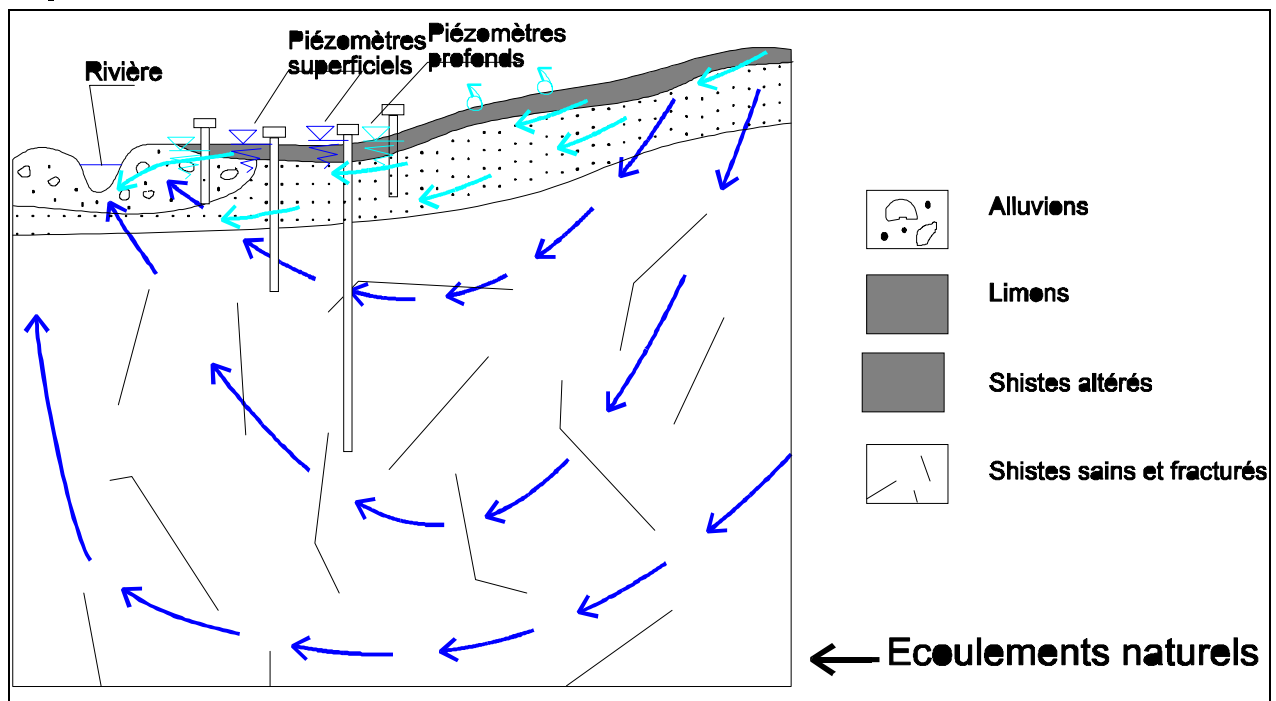 Rivière
Piézomètres
superficiels
Piézomètres
profonds
Alluvions
Limons
Shistes altérés
Shistes sains et fracturés
Ecoulements naturels